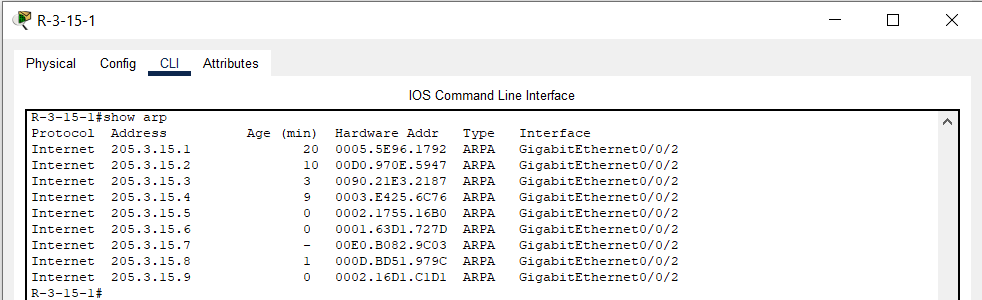 R-3-15-1
Physical Config CLI Attributes
IOS Command Line Interface
R-3-15-1#show arp
Protocol  Address          Age (min)  Hardware Addr   Type   Interface
Internet  205.3.15.1              20  0005.5E96.1792  ARPA   GigabitEthernet0/0/2
Internet  205.3.15.2              10  00D0.970E.5947  ARPA   GigabitEthernet0/0/2
Internet  205.3.15.3              3   0090.21E3.2187  ARPA   GigabitEthernet0/0/2
Internet  205.3.15.4              9   0003.E425.6C76  ARPA   GigabitEthernet0/0/2
Internet  205.3.15.5              0   0002.1755.16B0  ARPA   GigabitEthernet0/0/2
Internet  205.3.15.6              0   0001.63D1.727D  ARPA   GigabitEthernet0/0/2
Internet  205.3.15.7              -   00E0.B082.9C03  ARPA   GigabitEthernet0/0/2
Internet  205.3.15.8              1   000D.BD51.979C  ARPA   GigabitEthernet0/0/2
Internet  205.3.15.9              0   0002.16D1.C1D1  ARPA   GigabitEthernet0/0/2
R-3-15-1#